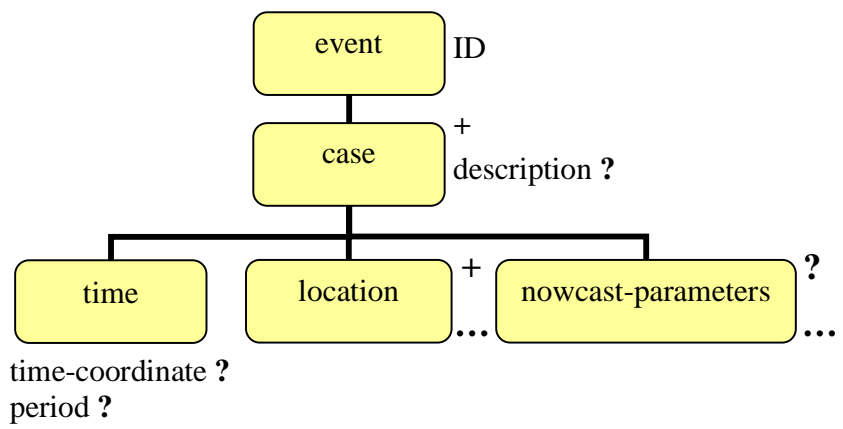 event ID
+
case
description ?
time
location +
nowcast-parameters ?
...
...
time-coordinate ?
period ?